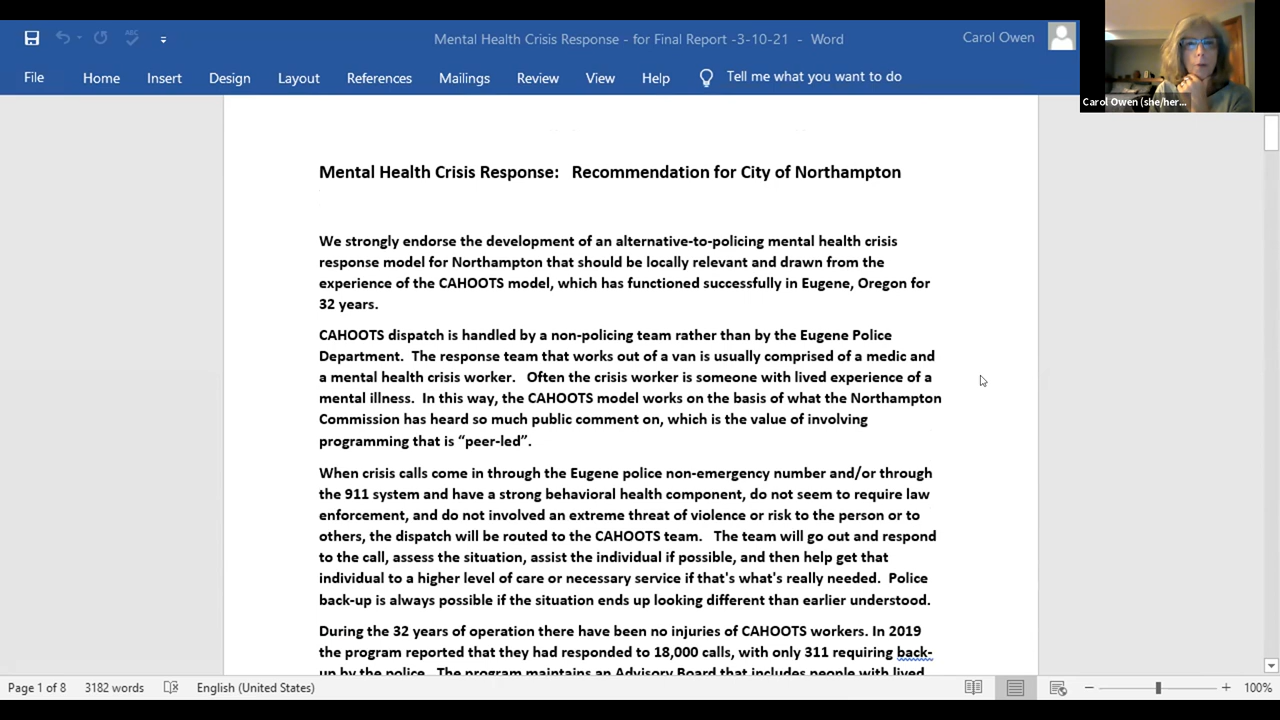 Mental Health Crisis Response - for Final Report -3-10-21 - Word
Carol Owen
File Home Insert Design Layout References Mailings Review View Help Tell me what you want to do
Carol Owen (she/her...
Mental Health Crisis Response: Recommendation for City of Northampton
We strongly endorse the development of an alternative-to-policing mental health crisis
response model for Northampton that should be locally relevant and drawn from the
experience of the CAHOOTS model, which has functioned successfully in Eugene, Oregon for
32 years.
CAHOOTS dispatch is handled by a non-policing team rather than by the Eugene Police
Department. The response team that works out of a van is usually comprised of a medic and
a mental health crisis worker. Often the crisis worker is someone with lived experience of a
mental illness. In this way, the CAHOOTS model works on the basis of what the Northampton
Commission has heard so much public comment on, which is the value of involving
programming that is “peer-led”.
When crisis calls come in through the Eugene police non-emergency number and/or through
the 911 system and have a strong behavioral health component, do not seem to require law
enforcement, and do not involved an extreme threat of violence or risk to the person or to
others, the dispatch will be routed to the CAHOOTS team. The team will go out and respond
to the call, assess the situation, assist the individual if possible, and then help get that
individual to a higher level of care or necessary service if that's what's really needed. Police
back-up is always possible if the situation ends up looking different than earlier understood.
During the 32 years of operation there have been no injuries of CAHOOTS workers. In 2019
the program reported that they had responded to 18,000 calls, with only 311 requiring back-
up by the police. The program maintains an Advisory Board that includes people with lived
Page 1 of 8 3182 words English (United States) 100%